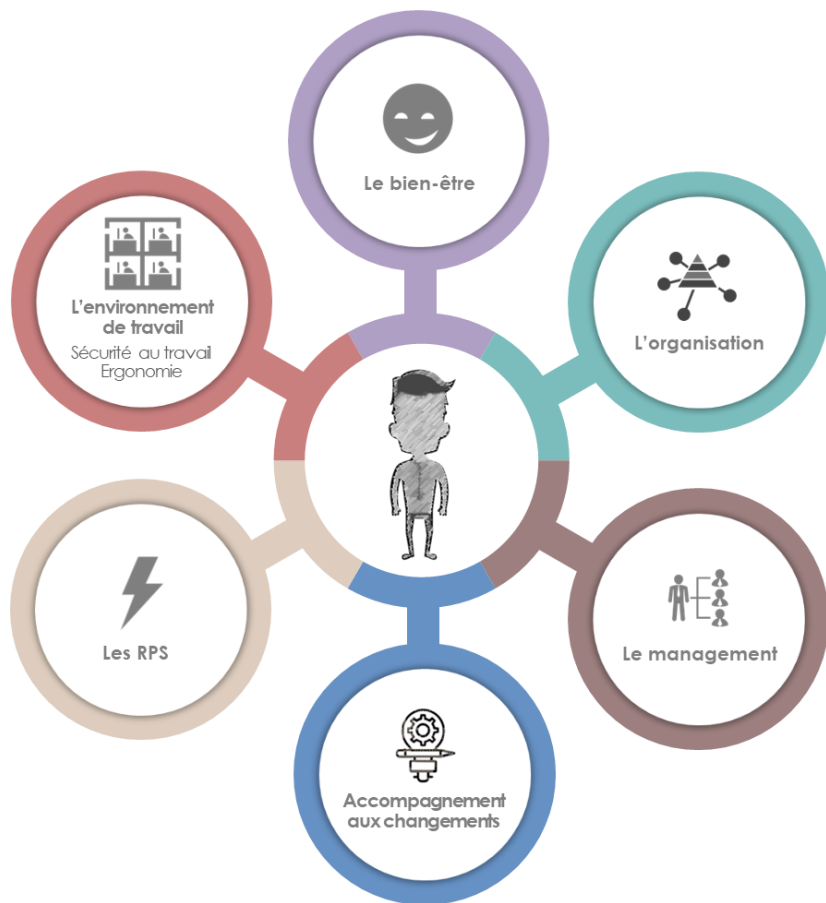 Le bien-être
L'environnement
de travail
Sécurité au travail
Ergonomie
L'organisation
Les RPS
Le management
Accompagnement
aux changements